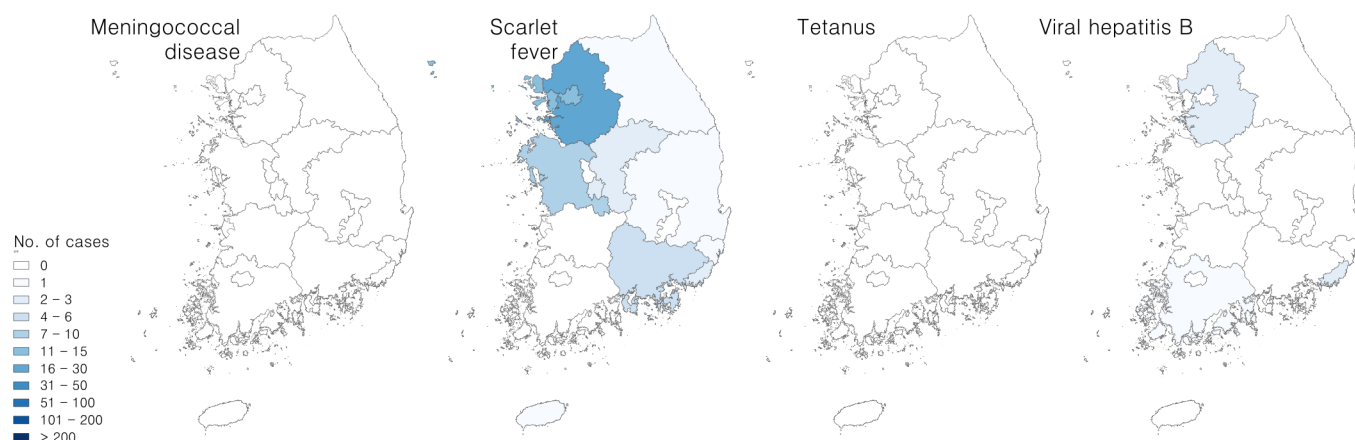 Meningococcal
disease
Scarlet
fever
Tetanus
Viral hepatitis B
No. of cases
0
1
2 – 3
4 – 6
7 – 10
11 – 15
16 – 30
31 – 50
51 – 100
101 – 200
> 200